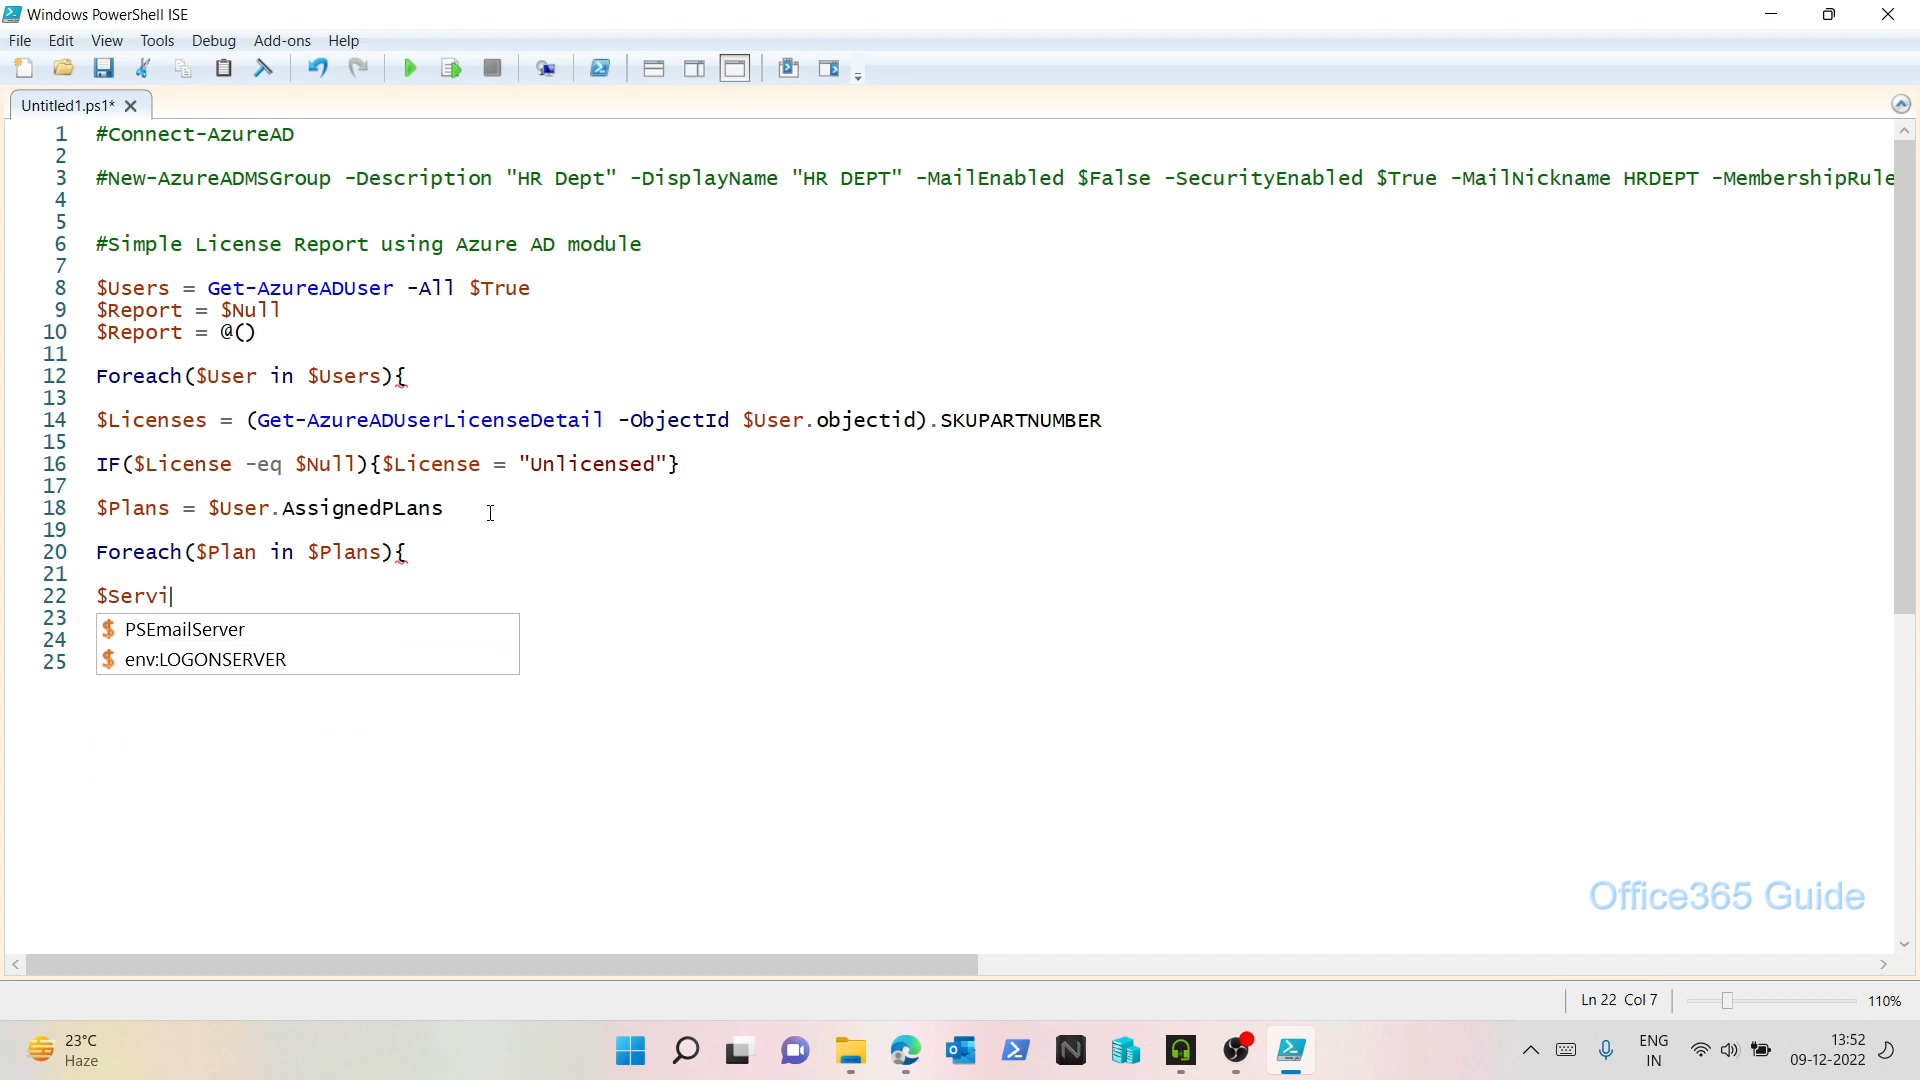 Windows PowerShell ISE
File Edit View Tools Debug Add-ons Help
Untitled1.ps1*
1 #Connect-AzureAD
2
3 #New-AzureADMSGroup -Description "HR Dept" -DisplayName "HR DEPT" -MailEnabled $False -SecurityEnabled $True -MailNickname HRDEPT -MembershipRule
4
5
6 #Simple License Report using Azure AD module
7
8 $Users = Get-AzureADUser -All $True
9 $Report = $Null
10 $Report = @()
11
12 Foreach($User in $Users){
13
14 $Licenses = (Get-AzureADUserLicenseDetail -ObjectId $User.objectid).SKUPARTNUMBER
15
16 IF($License -eq $Null){$License = "Unlicensed"}
17
18 $Plans = $User.AssignedPLans
19
20 Foreach($Plan in $Plans){
21
22 $Servi
23
24
25
$ PSEmailServer
$ env:LOGONSERVER
Office365 Guide
Ln 22 Col 7
110%
23°C
Haze
ENG
IN
13:52
09-12-2022